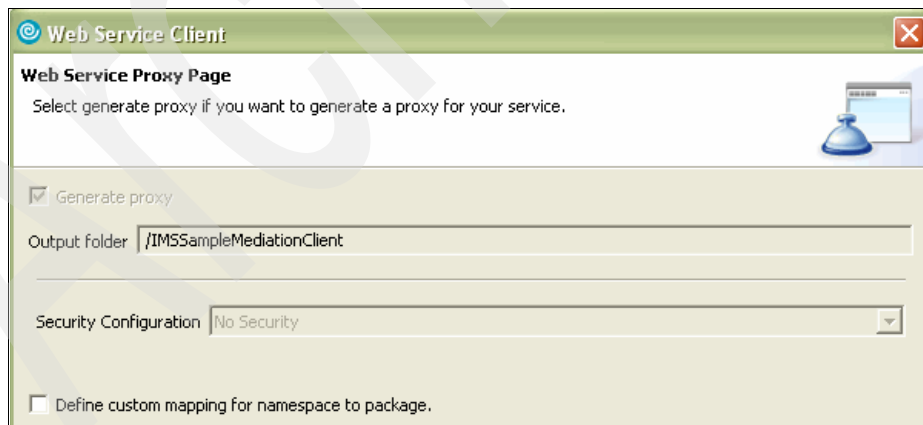 Web Service Client
Web Service Proxy Page
Select generate proxy if you want to generate a proxy for your service.
Generate proxy
Output folder /IMSSampleMediationClient
Security Configuration No Security
Define custom mapping for namespace to package.